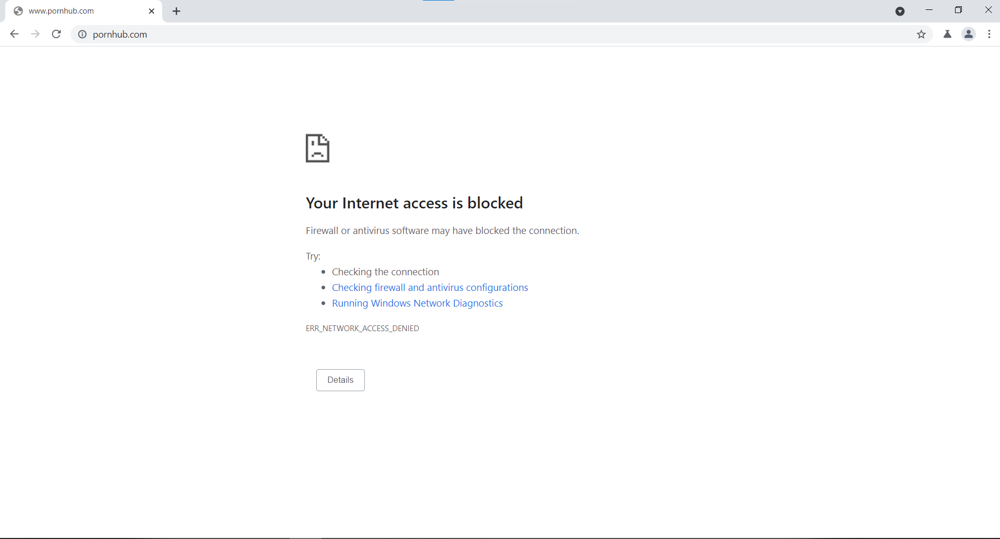 www.pornhub.com
pornhub.com
Your Internet access is blocked
Firewall or antivirus software may have blocked the connection.
Try:
Checking the connection
Checking firewall and antivirus configurations
Running Windows Network Diagnostics
ERR_NETWORK_ACCESS_DENIED
Details